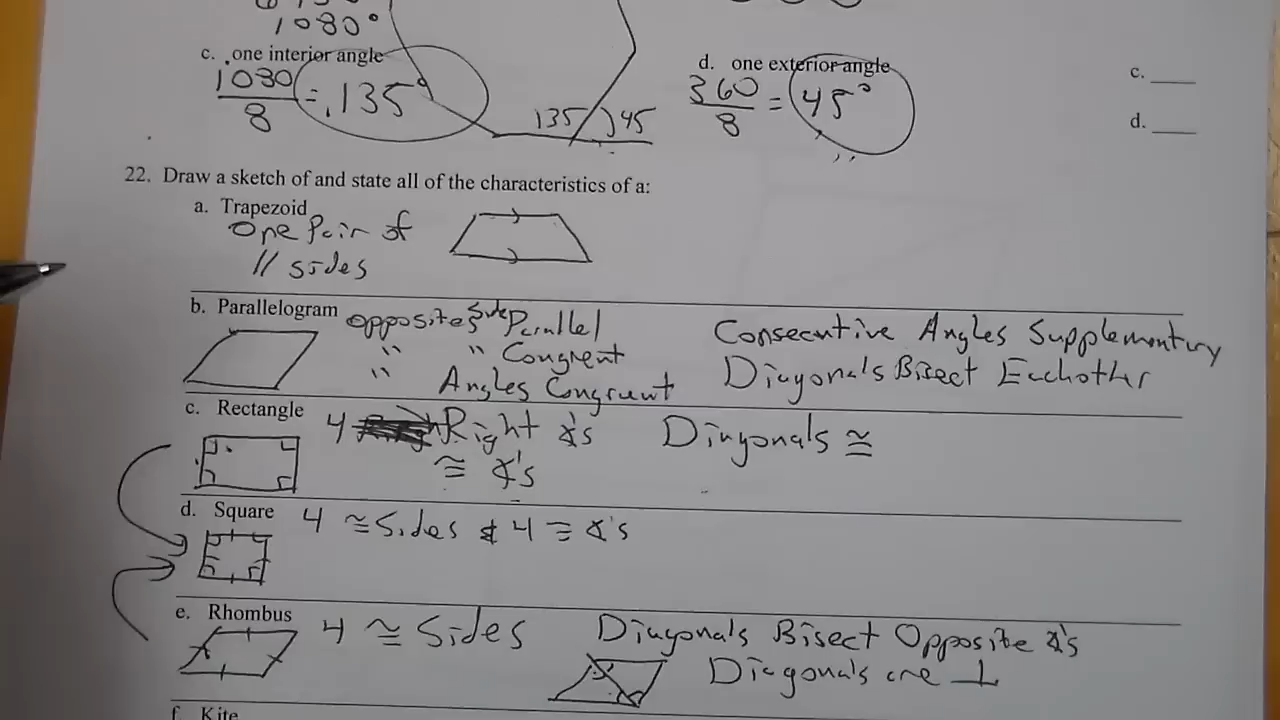 1080°
c. one interior angle
1080/8 = 135°
135 45
d. one exterior angle
360/8 = 45°
c. ____
d. ____
22. Draw a sketch of and state all of the characteristics of a:
a. Trapezoid
One Pair of
// sides
b. Parallelogram
opposites side Parallel
" " Congrent
" Angles Congruent
Consecutive Angles Supplementary
Diagonals Bisect Eachother
c. Rectangle
4 Right ∡'s
≅ ∡'s
Diagonals ≅
d. Square
4 ≅ Sides & 4 ≅ ∡'s
e. Rhombus
4 ≅ Sides
Diagonals Bisect Opposite ∡'s
Diagonals are ⊥
f. Kite